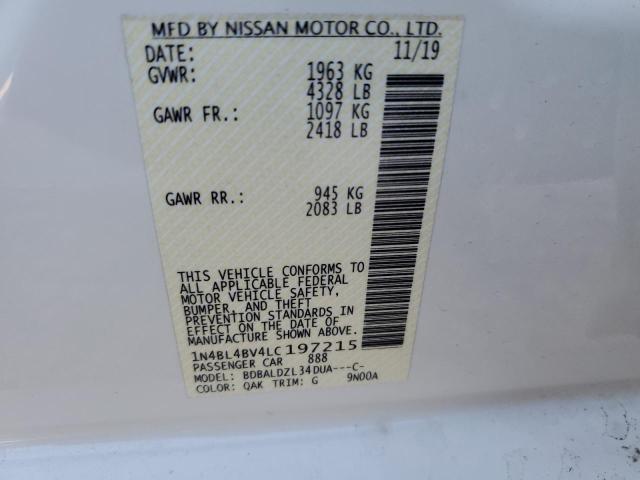 MFD BY NISSAN MOTOR CO., LTD.
DATE: 11/19
GVWR: 1963 KG
4328 LB
GAWR FR.: 1097 KG
2418 LB
GAWR RR.: 945 KG
2083 LB
THIS VEHICLE CONFORMS TO
ALL APPLICABLE FEDERAL
MOTOR VEHICLE SAFETY,
BUMPER, AND THEFT
PREVENTION STANDARDS IN
EFFECT ON THE DATE OF
MANUFACTURE SHOWN ABOVE.
1N4BL4BV4LC197215
PASSENGER CAR 888
MODEL: BDBALDZL34DUA---C-
COLOR: QAK TRIM: G 9N00A